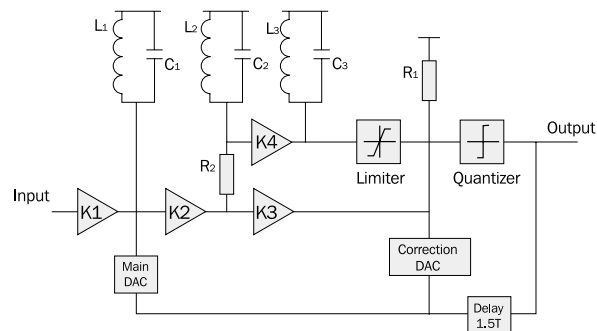 L1
C1
L2
C2
L3
C3
R1
K4
Limiter
Quantizer
Output
R2
Input
K1
K2
K3
Main
DAC
Correction
DAC
Delay
1.5T